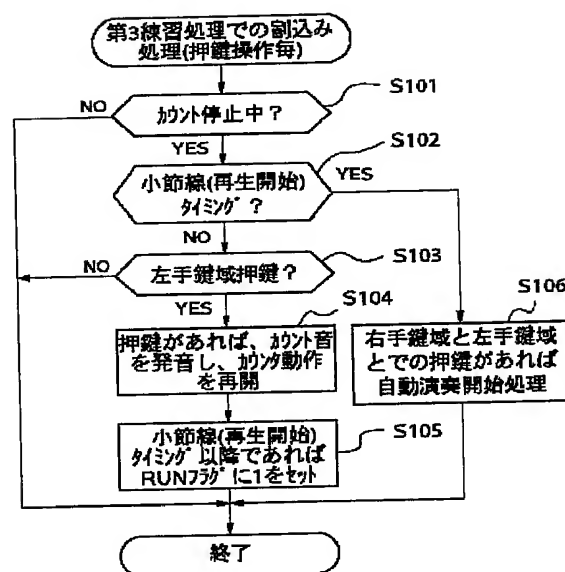 第3練習処理での割込み
処理(押鍵操作毎)
S101
NO
カウント停止中？
YES
S102
小節線(再生開始)
タイミング？
YES
NO
S103
NO
左手鍵域押鍵？
YES
S104
S106
押鍵があれば、カウント音
を発音し、カウンタ動作
を再開
右手鍵域と左手鍵域
とでの押鍵があれば
自動演奏開始処理
S105
小節線(再生開始)
タイミング以降であれば
RUNフラグに1をセット
終了